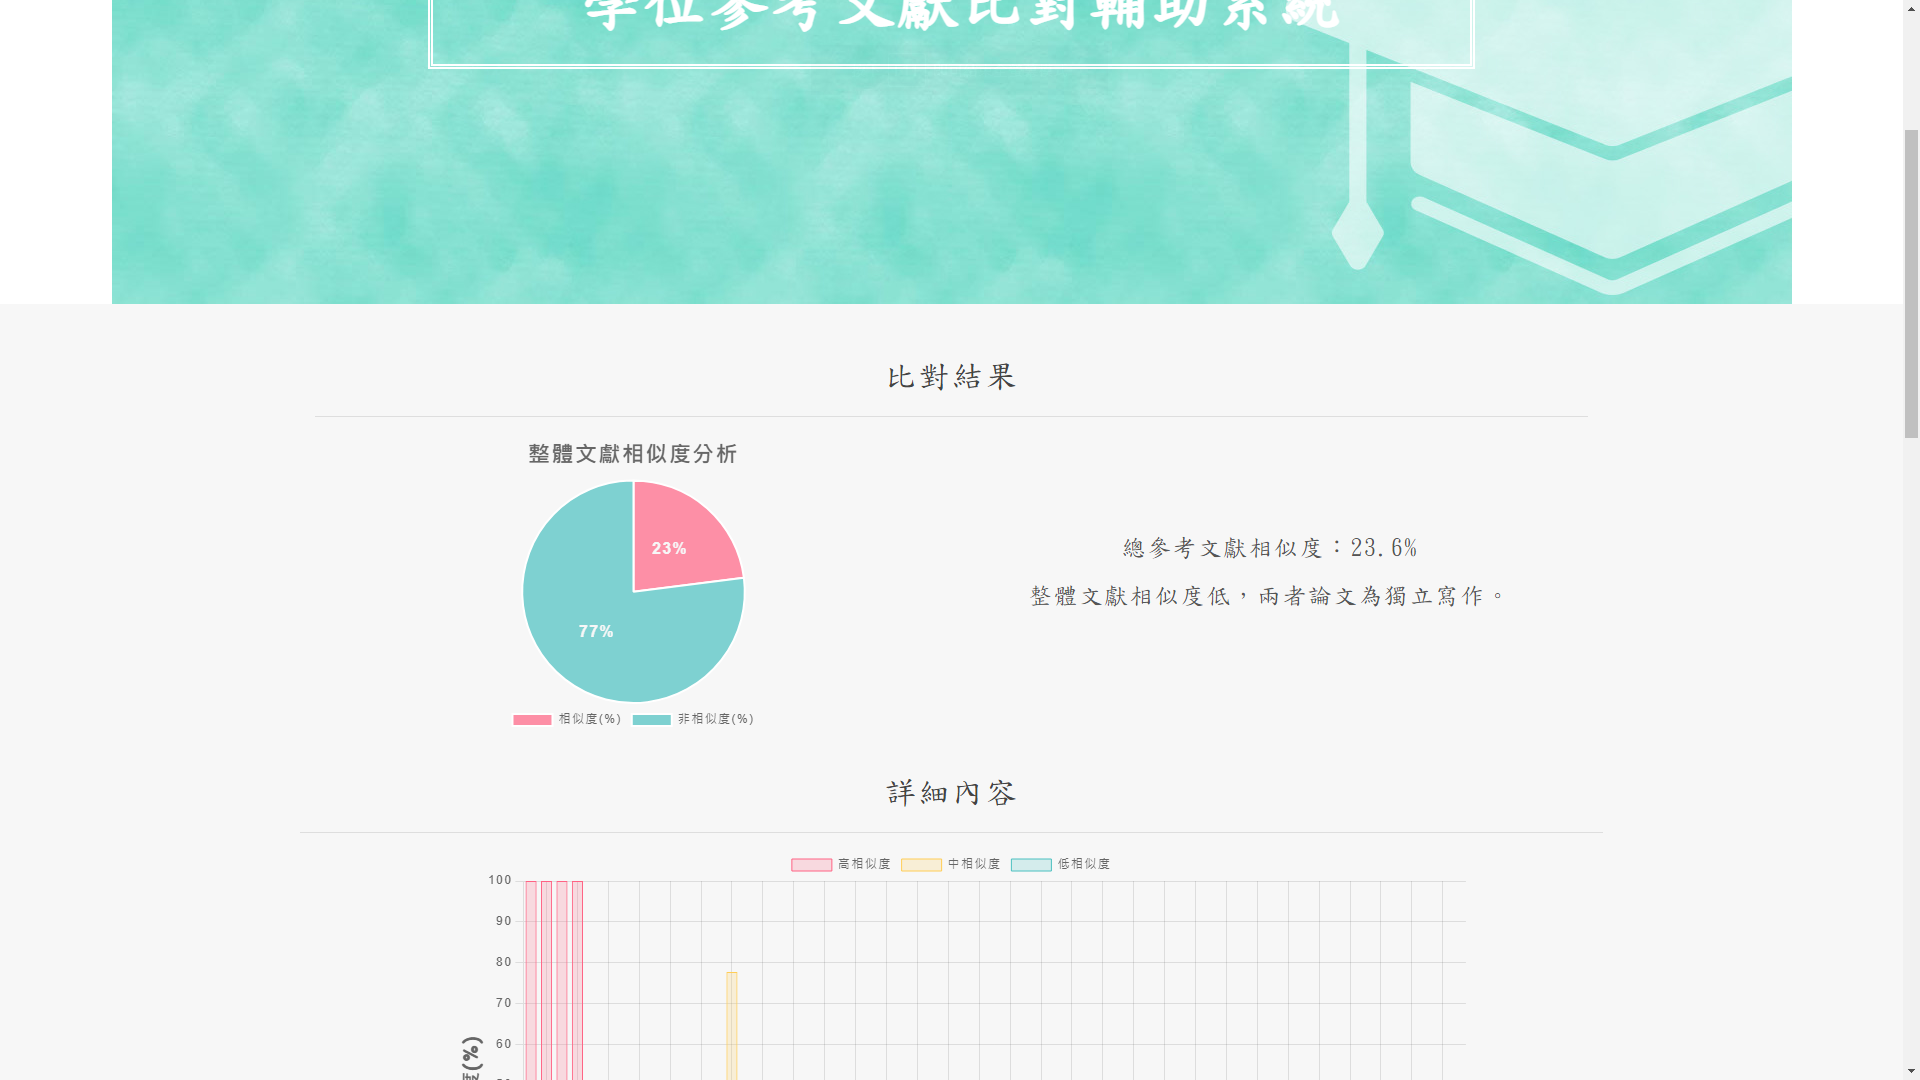 學位參考文獻比對輔助系統
比對結果
整體文獻相似度分析
23%
77%
相似度(%) 非相似度(%)
總參考文獻相似度：23.6%
整體文獻相似度低，兩者論文為獨立寫作。
詳細內容
高相似度 中相似度 低相似度
100
90
80
70
60
度(%)